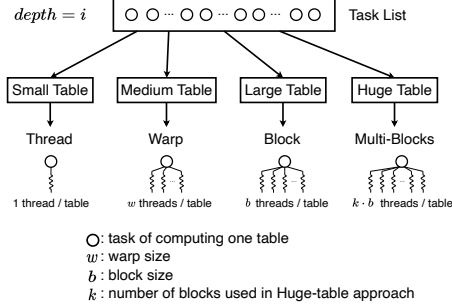 depth = i
Task List
Small Table Medium Table Large Table Huge Table
Thread Warp Block Multi-Blocks
1 thread / table w threads / table b threads / table k · b threads / table
: task of computing one table
w : warp size
b : block size
k : number of blocks used in Huge-table approach